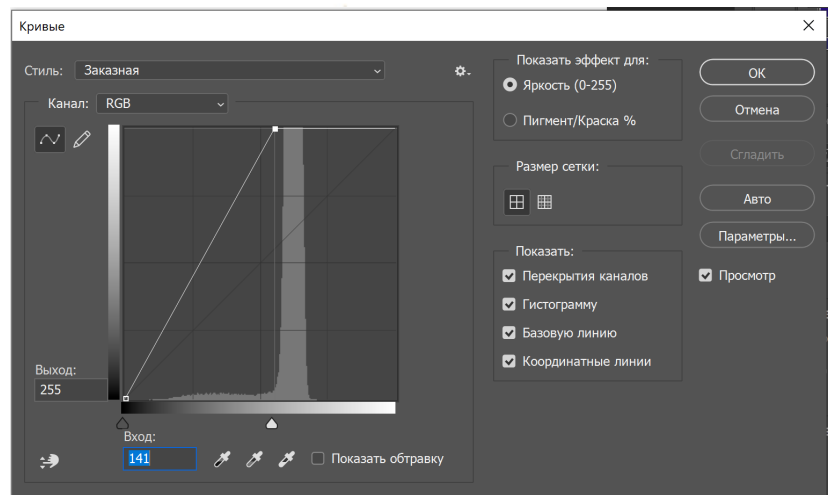 Кривые
Стиль: Заказная
Канал: RGB
Выход:
255
Вход:
141
Показать обтравку
Показать эффект для:
Яркость (0-255)
Пигмент/Краска %
Размер сетки:
Показать:
Перекрытия каналов
Гистограмму
Базовую линию
Координатные линии
OK
Отмена
Сгладить
Авто
Параметры...
Просмотр